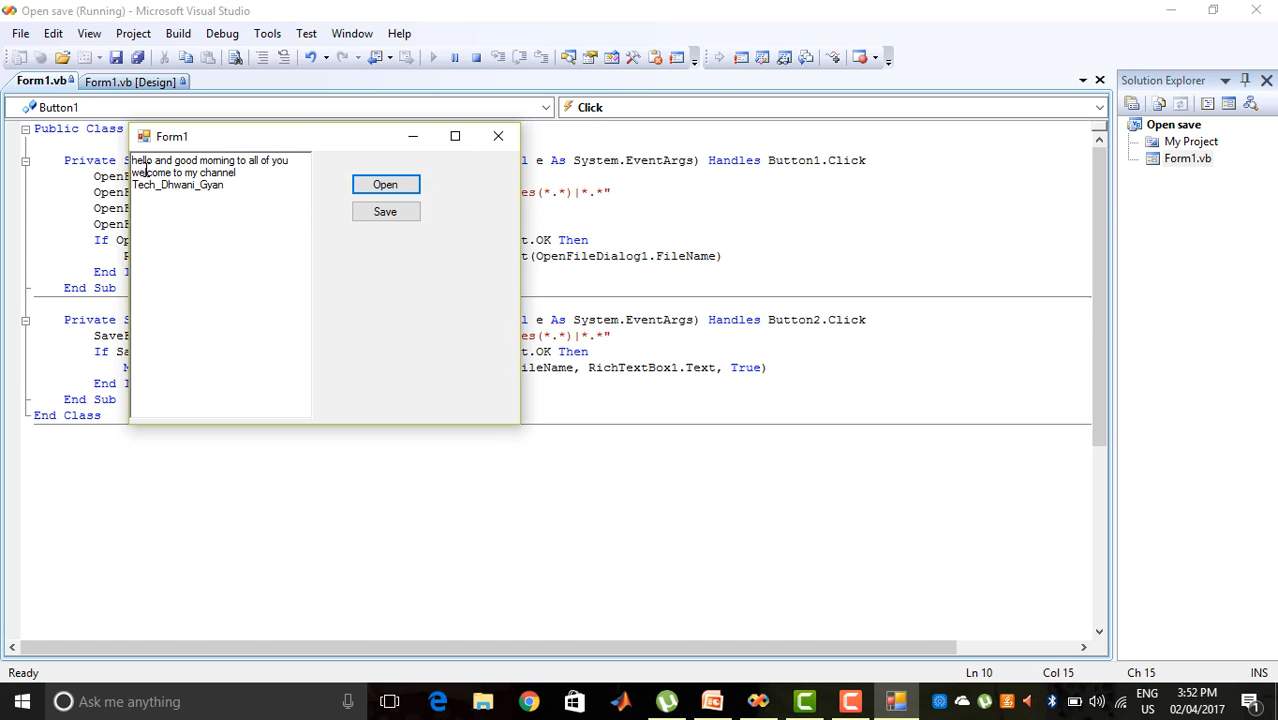 Open save (Running) - Microsoft Visual Studio
File Edit View Project Build Debug Tools Test Window Help
Form1.vb Form1.vb [Design]
Button1 Click
Public Class
Private e As System.EventArgs) Handles Button1.Click
es(*.*)|*.*"
If t.OK Then
t(OpenFileDialog1.FileName)
End
End Sub
Private e As System.EventArgs) Handles Button2.Click
es(*.*)|*.*"
If t.OK Then
ileName, RichTextBox1.Text, True)
End
End Sub
End Class
Form1
hello and good morning to all of you
welcome to my channel
Tech_Dhwani_Gyan
Open
Save
Solution Explorer
Open save
My Project
Form1.vb
Ready Ln 10 Col 15 Ch 15 INS
Ask me anything
ENG
US
3:52 PM
02/04/2017